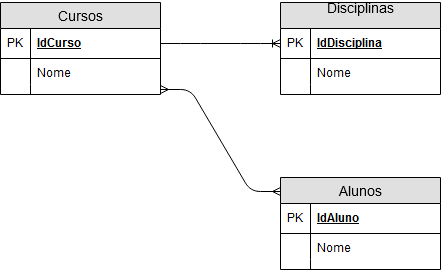 Cursos
PK IdCurso
Nome
Disciplinas
PK IdDisciplina
Nome
Alunos
PK IdAluno
Nome